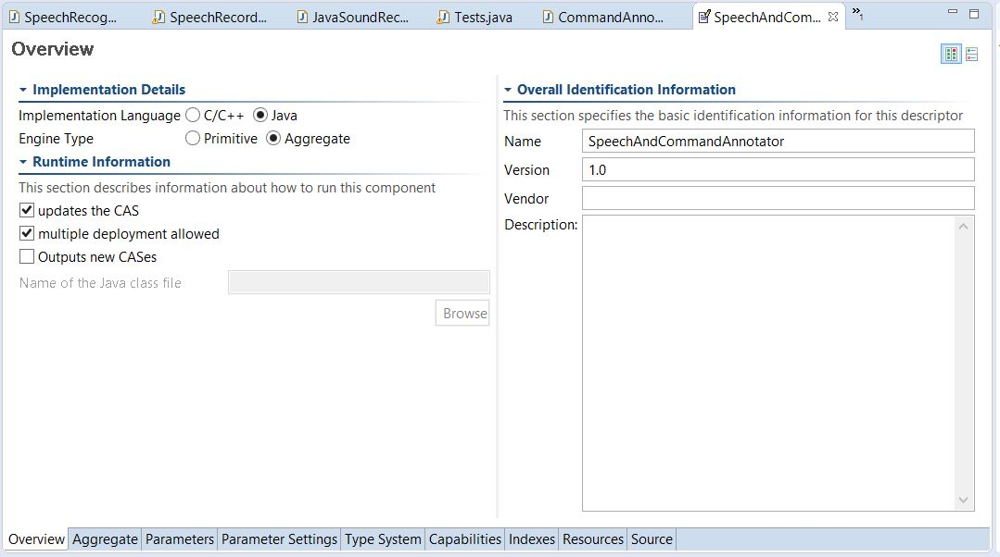 SpeechRecog... SpeechRecord... JavaSoundRec... Tests.java CommandAnno... SpeechAndCom... »1
Overview
Implementation Details
Implementation Language C/C++ Java
Engine Type Primitive Aggregate
Runtime Information
This section describes information about how to run this component
updates the CAS
multiple deployment allowed
Outputs new CASes
Name of the Java class file
Browse
Overall Identification Information
This section specifies the basic identification information for this descriptor
Name SpeechAndCommandAnnotator
Version 1.0
Vendor
Description:
Overview Aggregate Parameters Parameter Settings Type System Capabilities Indexes Resources Source